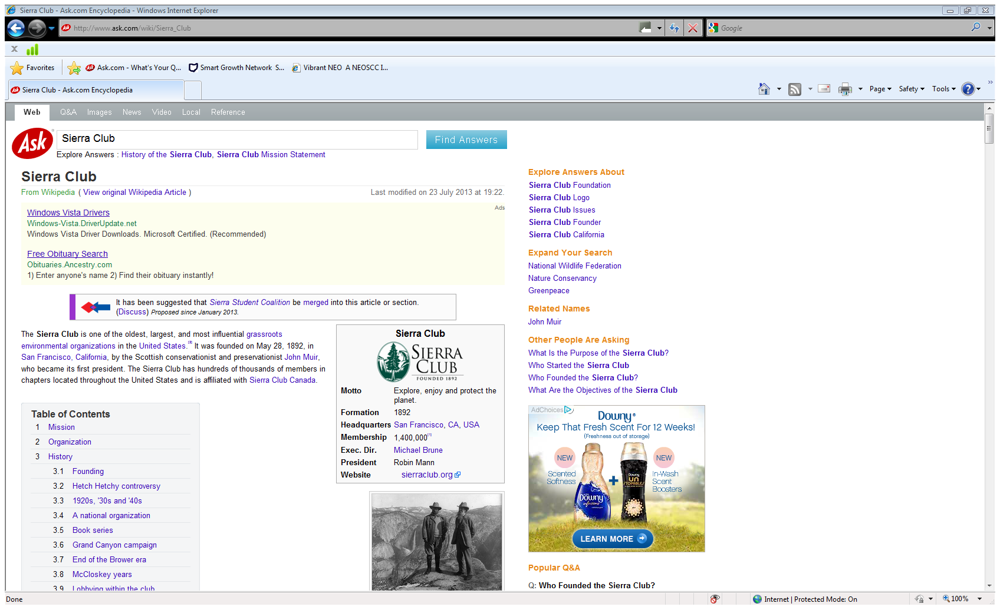 Sierra Club - Ask.com Encyclopedia - Windows Internet Explorer
http://www.ask.com/wiki/Sierra_Club
Google
Favorites
Ask.com - What's Your Q...
Smart Growth Network S...
Vibrant NEO A NEOSCC I...
Sierra Club - Ask.com Encyclopedia
Page
Safety
Tools
Web Q&A Images News Video Local Reference
Ask
Sierra Club
Find Answers
Explore Answers : History of the Sierra Club, Sierra Club Mission Statement
Sierra Club
From Wikipedia ( View original Wikipedia Article )
Last modified on 23 July 2013 at 19:22.
Ads
Windows Vista Drivers
Windows-Vista.DriverUpdate.net
Windows Vista Driver Downloads. Microsoft Certified. (Recommended)
Free Obituary Search
Obituaries.Ancestry.com
1) Enter anyone's name 2) Find their obituary instantly!
It has been suggested that Sierra Student Coalition be merged into this article or section.
(Discuss) Proposed since January 2013.
The Sierra Club is one of the oldest, largest, and most influential grassroots
environmental organizations in the United States.[2] It was founded on May 28, 1892, in
San Francisco, California, by the Scottish conservationist and preservationist John Muir,
who became its first president. The Sierra Club has hundreds of thousands of members in
chapters located throughout the United States and is affiliated with Sierra Club Canada.
Sierra Club
SIERRA
CLUB
FOUNDED 1892
Motto Explore, enjoy and protect the
planet.
Formation 1892
Headquarters San Francisco, CA, USA
Membership 1,400,000[1]
Exec. Dir. Michael Brune
President Robin Mann
Website sierraclub.org
Table of Contents
1 Mission
2 Organization
3 History
3.1 Founding
3.2 Hetch Hetchy controversy
3.3 1920s, '30s and '40s
3.4 A national organization
3.5 Book series
3.6 Grand Canyon campaign
3.7 End of the Brower era
3.8 McCloskey years
3.9 Lobbying within the club
Explore Answers About
Sierra Club Foundation
Sierra Club Logo
Sierra Club Issues
Sierra Club Founder
Sierra Club California
Expand Your Search
National Wildlife Federation
Nature Conservancy
Greenpeace
Related Names
John Muir
Other People Are Asking
What Is the Purpose of the Sierra Club?
Who Started the Sierra Club
Who Founded the Sierra Club?
What Are the Objectives of the Sierra Club
AdChoices
Downy®
Keep That Fresh Scent For 12 Weeks!
(Freshness out of storage)
NEW
Scented
Softness
NEW
In-Wash
Scent
Boosters
Downy
infusions
Downy
UN
STOPABLES
LEARN MORE
Popular Q&A
Q: Who Founded the Sierra Club?
Done
Internet | Protected Mode: On
100%